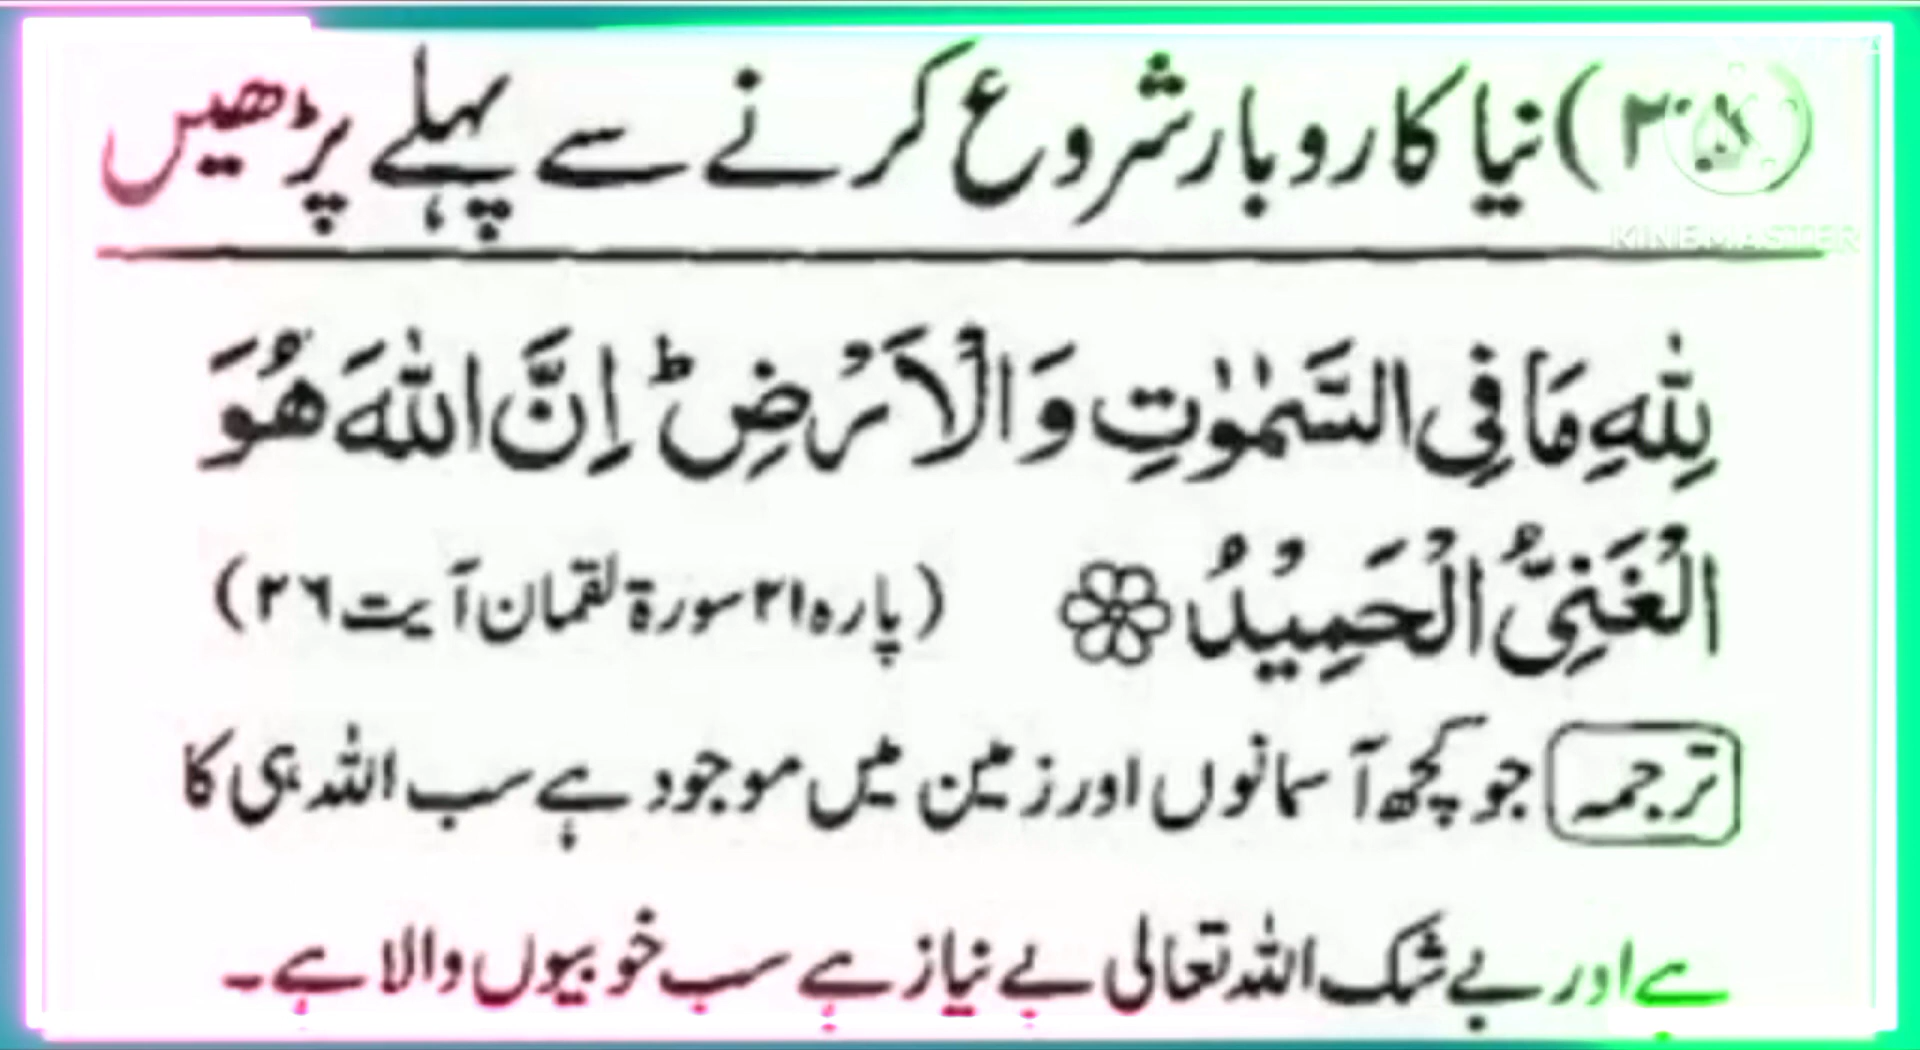 نیا کاروبار شروع کرنے سے پہلے پڑھیں
KINEMASTER
لِلّٰهِ مَا فِی السَّمٰوٰتِ وَالْاَرْضِ ؕ اِنَّ اللّٰهَ هُوَ
الْغَنِیُّ الْحَمِیْدُ (پارہ ۲۱ سورۃ لقمان آیت ۲۶)
ترجمہ جو کچھ آسمانوں اور زمین میں موجود ہے سب اللہ ہی کا
ہے اور بے شک اللہ تعالیٰ بے نیاز ہے سب خوبیوں والا ہے۔